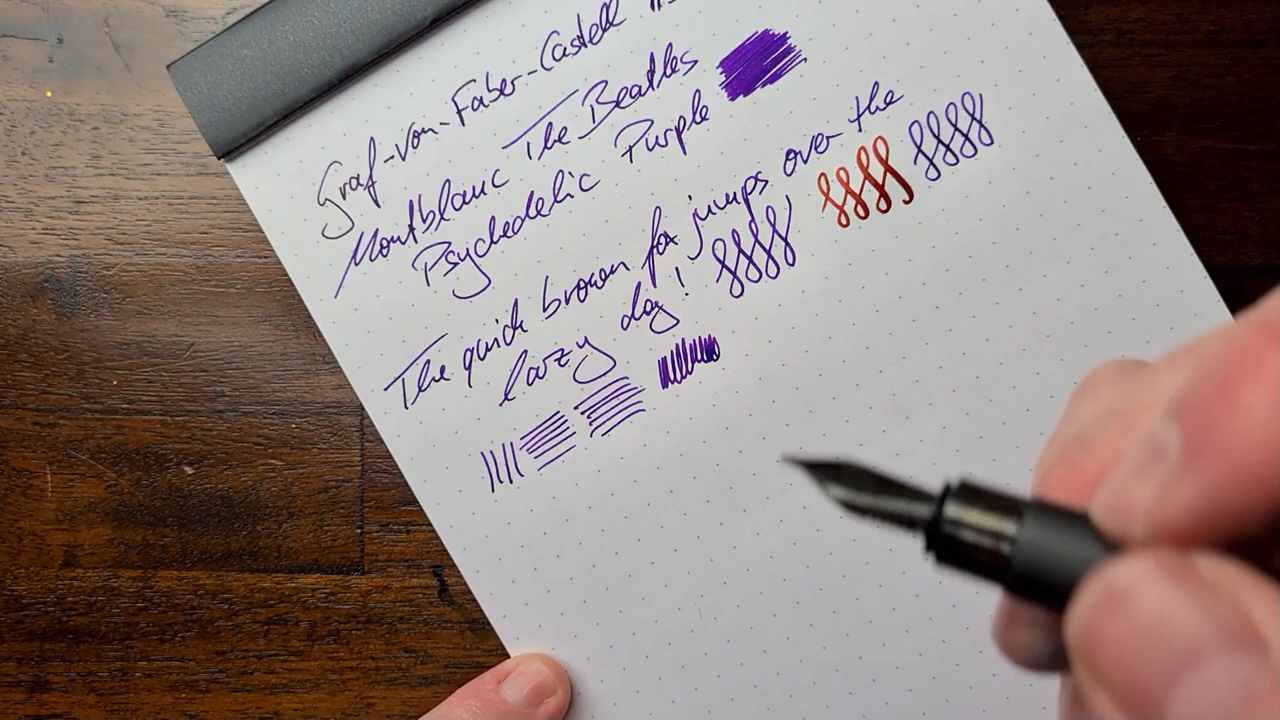 Graf-von-Faber-Castell
Montblanc The Beatles
Psychedelic Purple
The quick brown fox jumps over the
lazy dog!